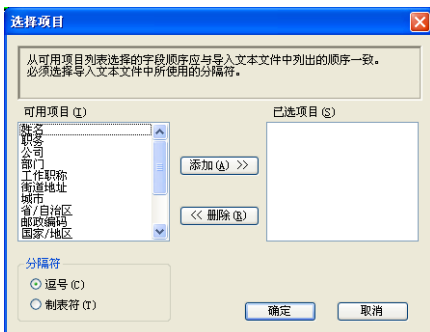 选择项目
从可用项目列表选择的字段顺序应与导入文本文件中列出的顺序一致。
必须选择导入文本文件中所使用的分隔符。
可用项目(I)
已选项目(S)
姓名
职务
公司
部门
工作职称
街道地址
城市
省/自治区
邮政编码
国家/地区
添加(A) >>
<< 删除(R)
分隔符
逗号(C)
制表符(T)
确定
取消